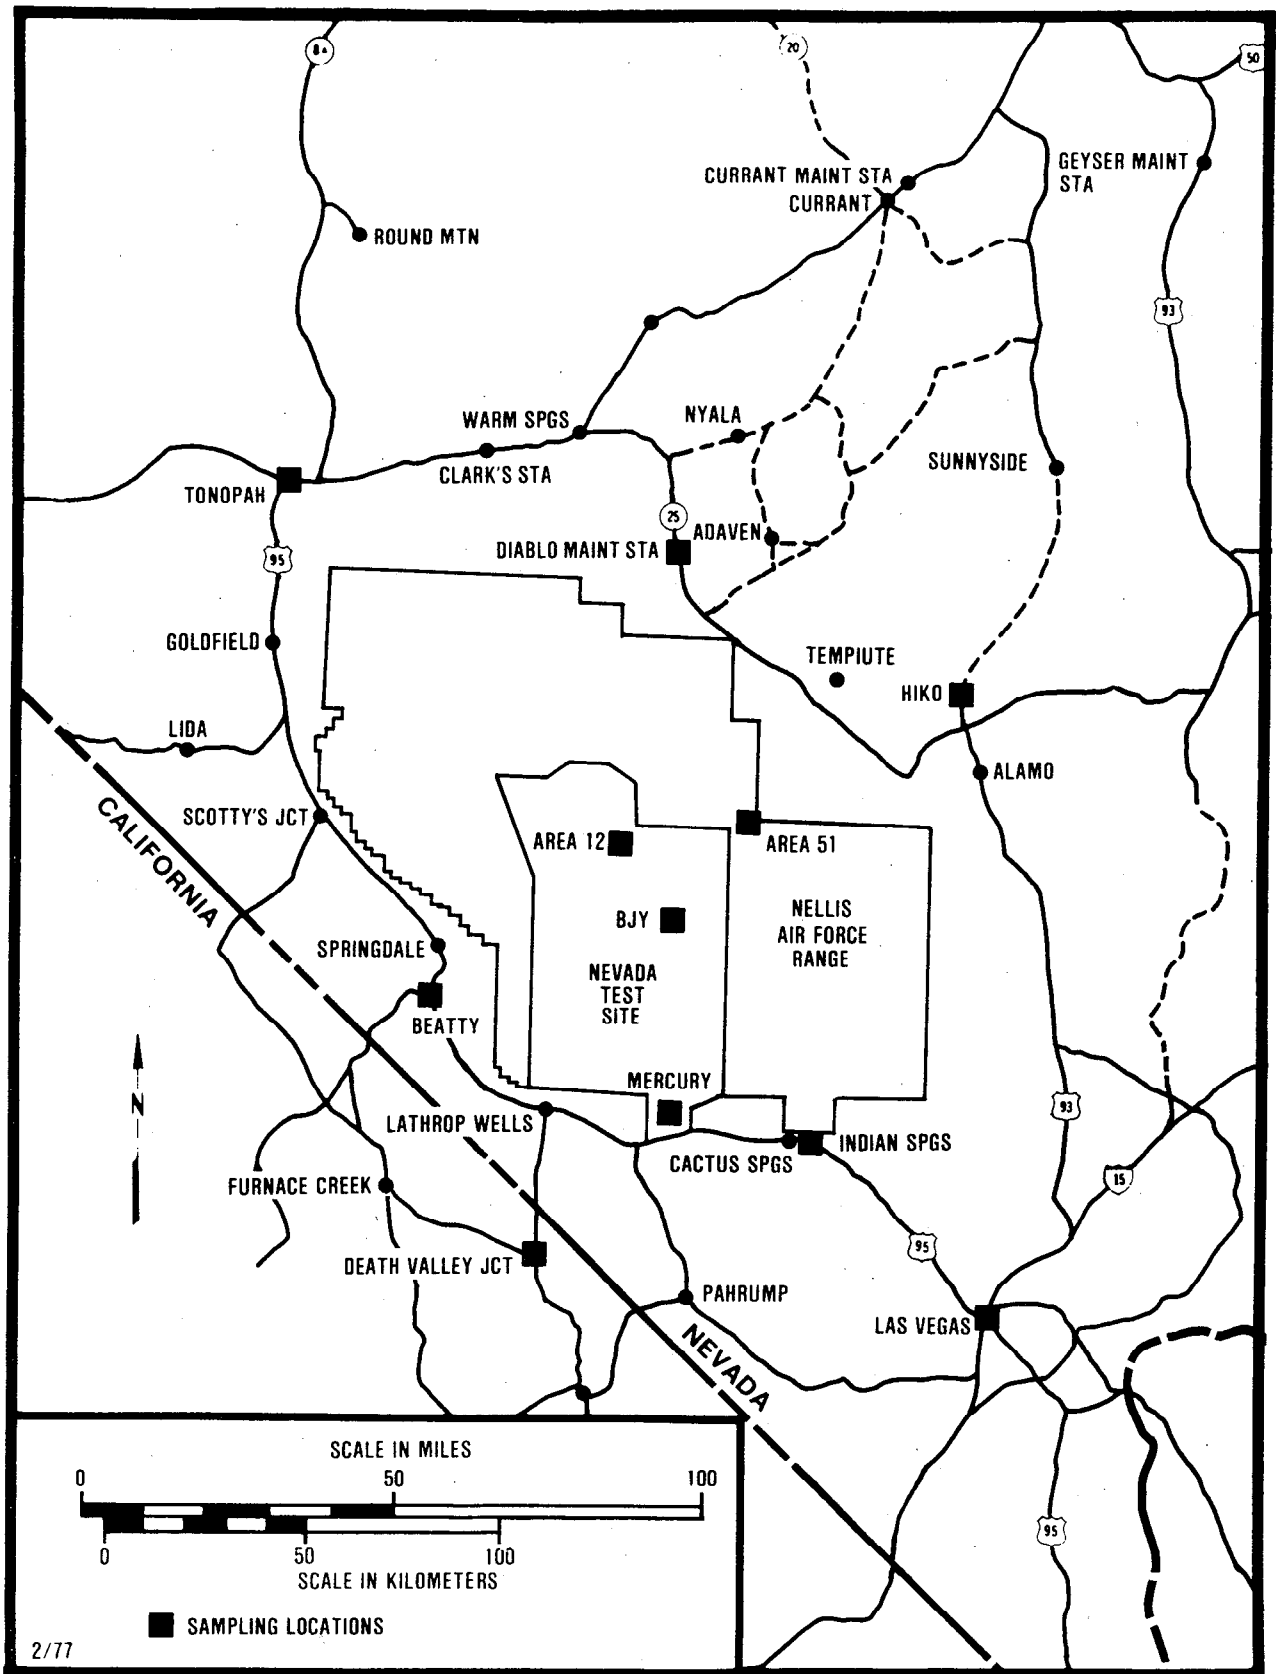 8A
20
50
CURRANT MAINT STA
CURRANT
GEYSER MAINT
STA
ROUND MTN
93
WARM SPGS
NYALA
CLARK'S STA
SUNNYSIDE
TONOPAH
25
ADAVEN
DIABLO MAINT STA
95
GOLDFIELD
TEMPIUTE
HIKO
LIDA
ALAMO
SCOTTY'S JCT
CALIFORNIA
AREA 12
AREA 51
BJY
NELLIS
AIR FORCE
RANGE
SPRINGDALE
NEVADA
TEST
SITE
BEATTY
N
MERCURY
93
LATHROP WELLS
INDIAN SPGS
CACTUS SPGS
15
FURNACE CREEK
95
DEATH VALLEY JCT
PAHRUMP
LAS VEGAS
NEVADA
SCALE IN MILES
0 50 100
0 50 100
SCALE IN KILOMETERS
95
SAMPLING LOCATIONS
2/77